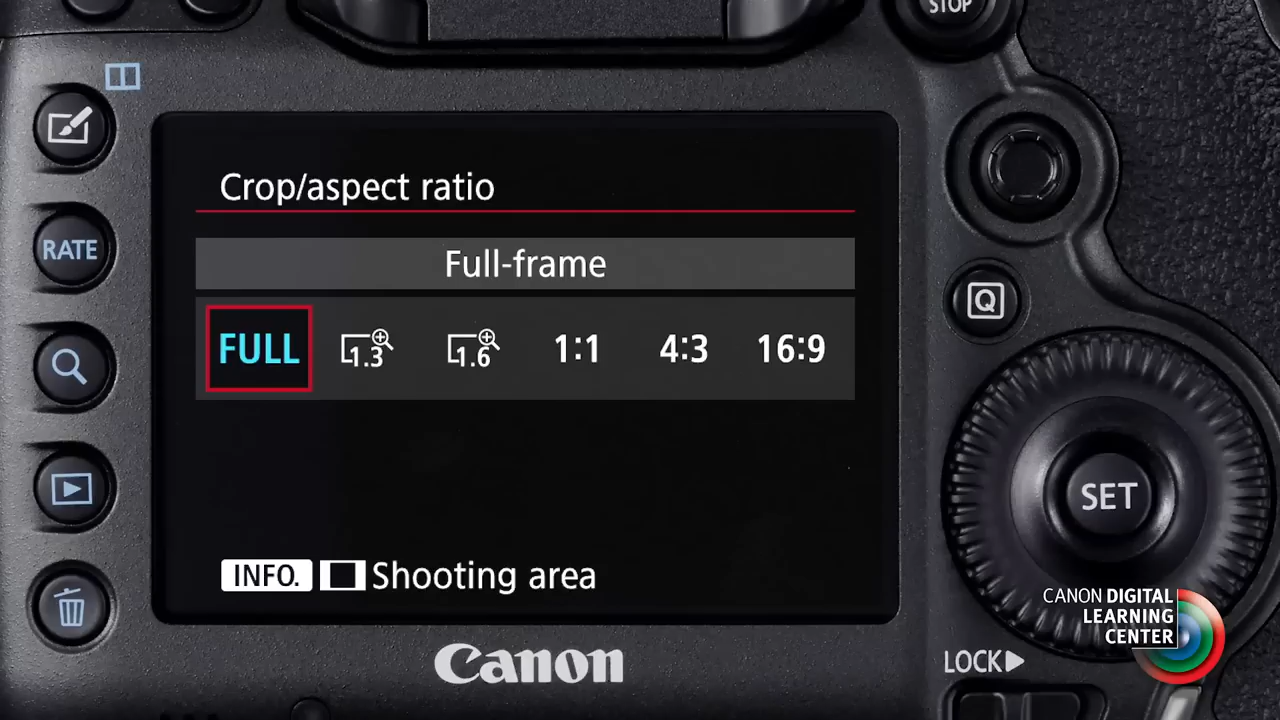 STOP
Crop/aspect ratio
RATE
Full-frame
Q
FULL 1.3 1.6 1:1 4:3 16:9
SET
INFO. Shooting area
CANON DIGITAL
LEARNING
CENTER
Canon
LOCK▶